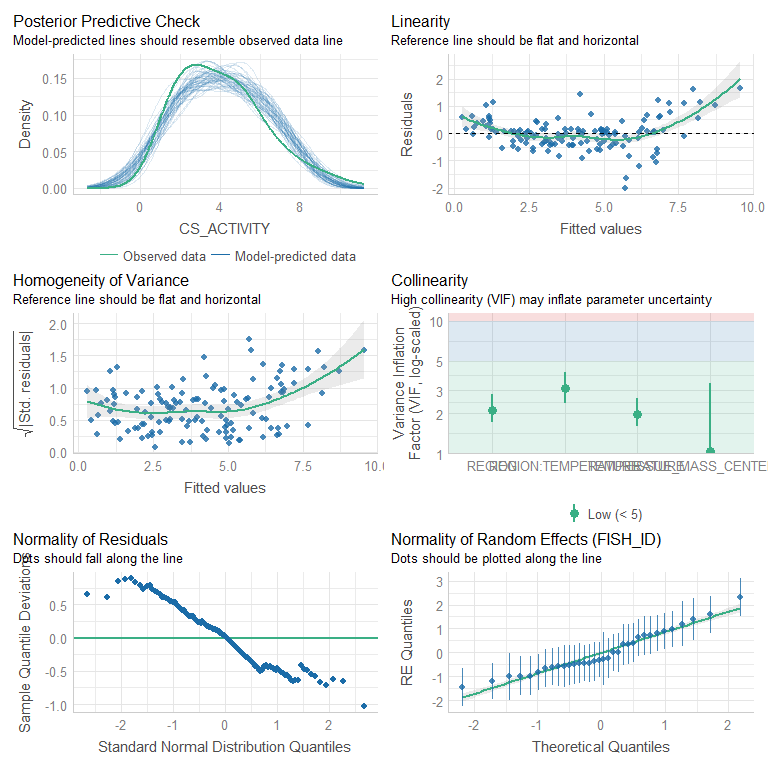 Posterior Predictive Check
Model-predicted lines should resemble observed data line
Density
0.15
0.10
0.05
0.00
0
4
8
CS_ACTIVITY
Observed data
Model-predicted data
Linearity
Reference line should be flat and horizontal
Residuals
2
1
0
-1
-2
0.0
2.5
5.0
7.5
10.0
Fitted values
Homogeneity of Variance
Reference line should be flat and horizontal
√|Std. residuals|
2.0
1.5
1.0
0.5
0.0
0.0
2.5
5.0
7.5
10.0
Fitted values
Collinearity
High collinearity (VIF) may inflate parameter uncertainty
Variance Inflation
Factor (VIF, log-scaled)
10
5
3
2
1
REGION
REGION:TEMPERATURE
Low (< 5)
Normality of Residuals
Dots should fall along the line
Sample Quantile Deviations
0.5
0.0
-0.5
-1.0
-2
-1
0
1
2
Standard Normal Distribution Quantiles
Normality of Random Effects (FISH_ID)
Dots should be plotted along the line
RE Quantiles
3
2
1
0
-1
-2
-2
-1
0
1
2
Theoretical Quantiles